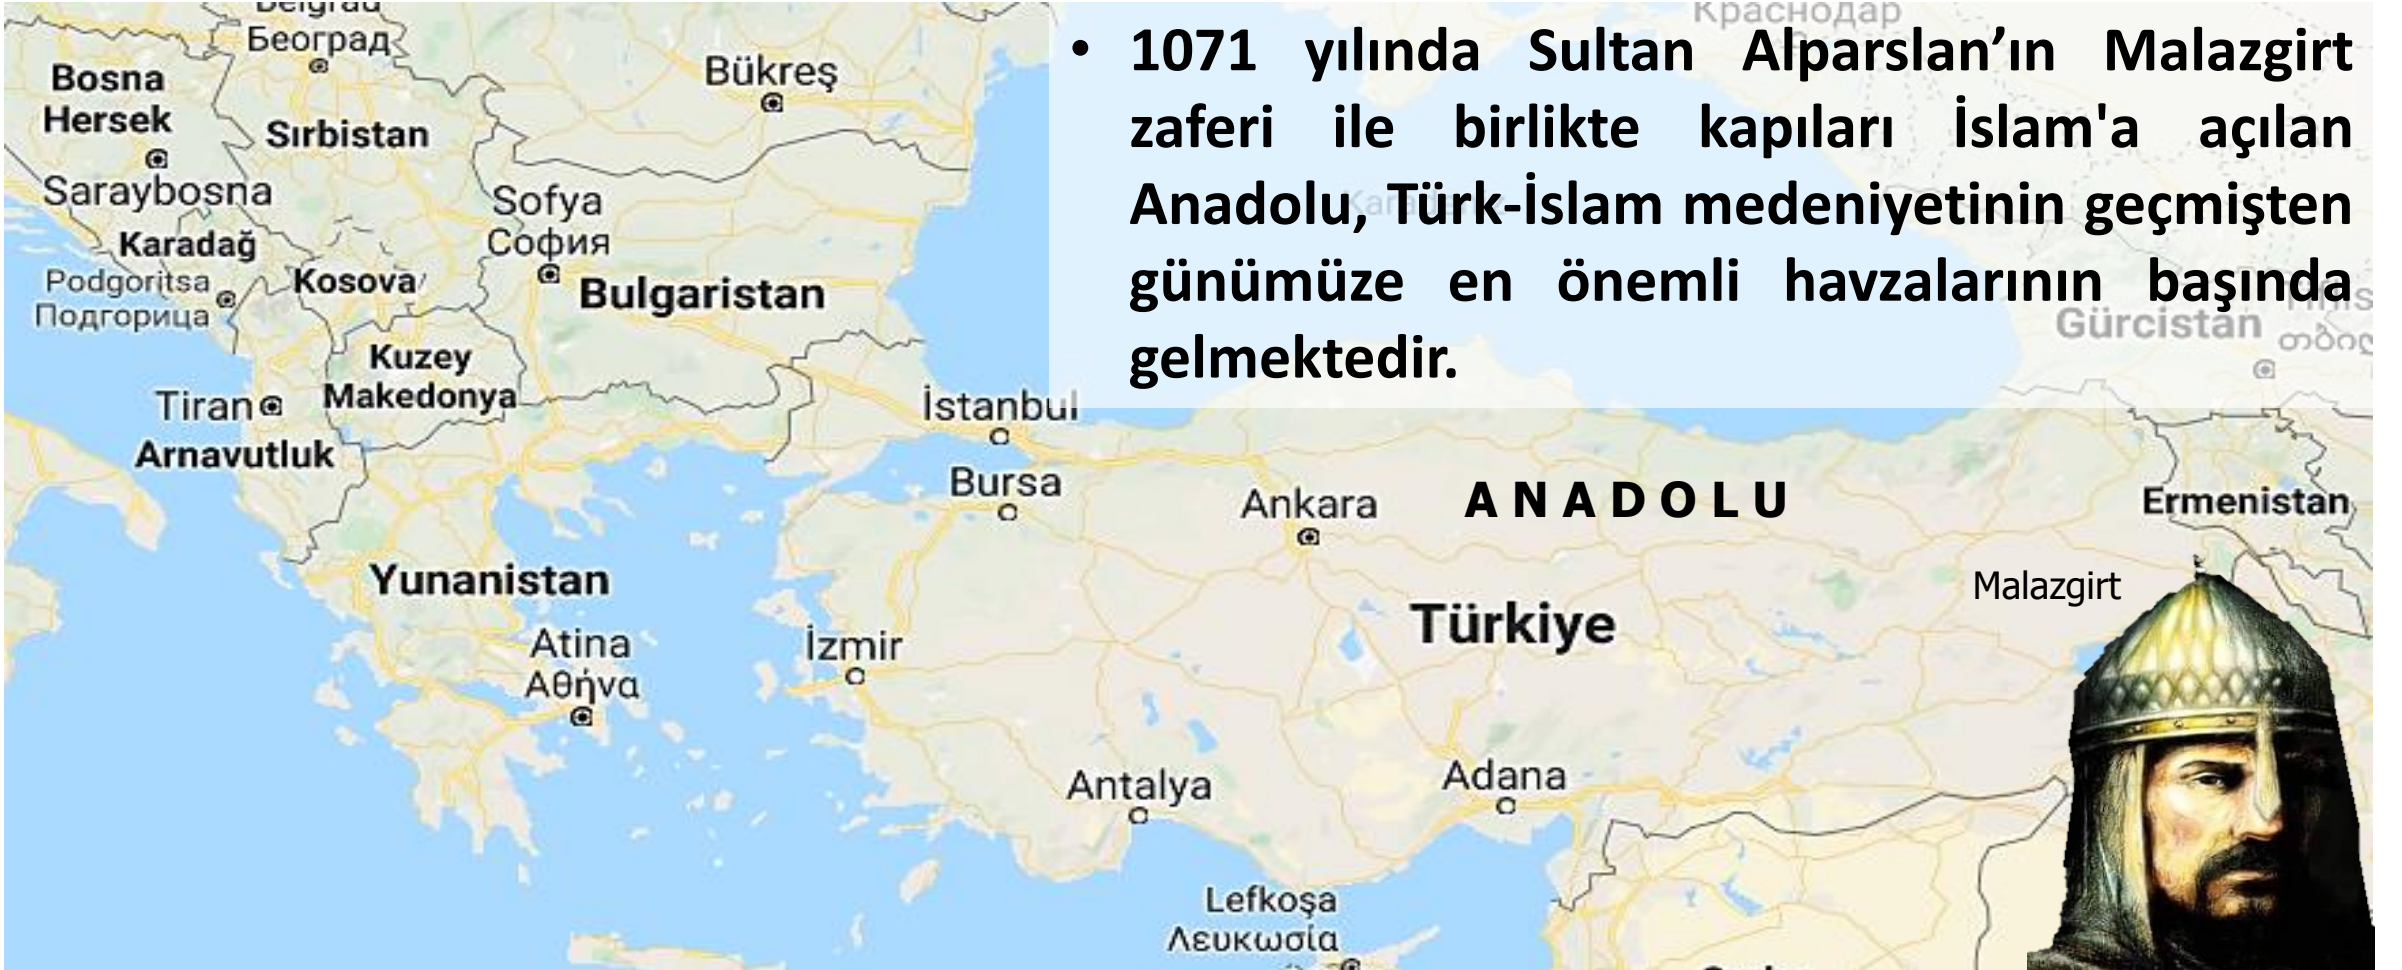 • 1071 yılında Sultan Alparslan’ın Malazgirt
zaferi ile birlikte kapıları İslam'a açılan
Anadolu, Türk-İslam medeniyetinin geçmişten
günümüze en önemli havzalarının başında
gelmektedir.
Краснодар
Belgrad
Београд
Bükreş
Bosna
Hersek
Sırbistan
Saraybosna
Sofya
София
Karadağ
Podgoritsa
Подгорица
Kosova
Bulgaristan
Gürcistan
Kuzey
Makedonya
Tiran
Arnavutluk
İstanbul
Bursa
Ankara
ANADOLU
Ermenistan
Yunanistan
Malazgirt
Türkiye
Atina
Αθήνα
İzmir
Antalya
Adana
Lefkoşa
Λευκωσία